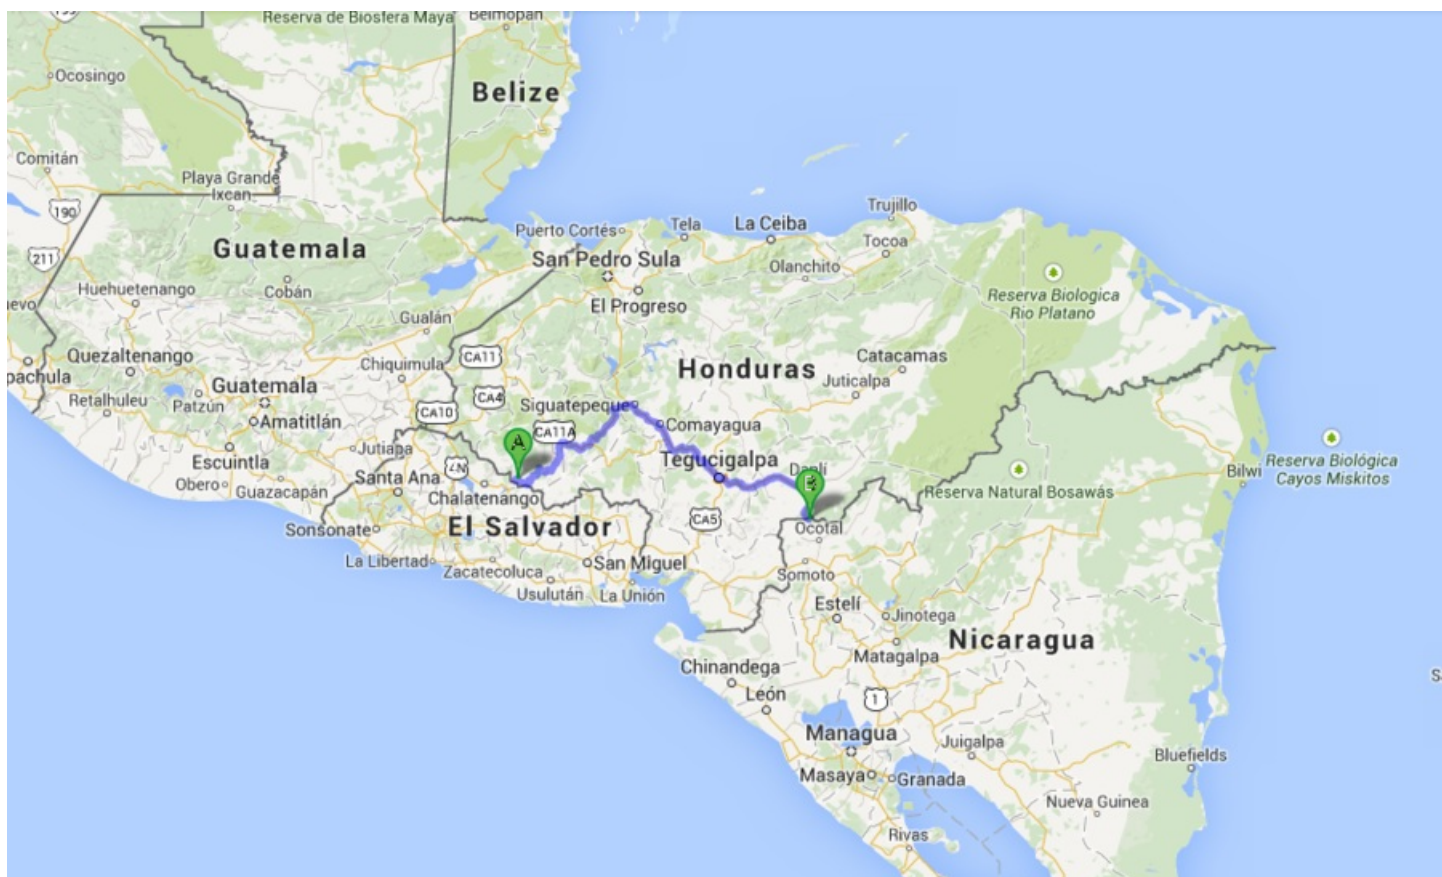 Reserva de Biosfera Maya
Belmopan
Ocosingo
Belize
Comitán
Playa Grande
Ixcan
190
Trujillo
Puerto Cortés
Tela
La Ceiba
Tocoa
Guatemala
211
San Pedro Sula
Olanchito
Huehuetenango
Cobán
El Progreso
Reserva Biologica
Rio Platano
Gualán
Quezaltenango
Chiquimula
CA11
Honduras
Catacamas
pachula
Guatemala
Juticalpa
Retalhuleu
Patzún
CA4
Siguatepeque
Amatitlán
CA10
CA11A
Comayagua
Jutiapa
Escuintla
Tegucigalpa
Danlí
Reserva Biológica
Cayos Miskitos
Obero
Guazacapán
Santa Ana
Chalatenango
Bilwi
Reserva Natural Bosawás
Sonsonate
El Salvador
CA5
Ocotal
La Libertad
Zacatecoluca
San Miguel
Somoto
Usulután
La Unión
Estelí
Jinotega
Nicaragua
Matagalpa
Chinandega
León
1
Managua
Juigalpa
Bluefields
Masaya
Granada
Nueva Guinea
Rivas